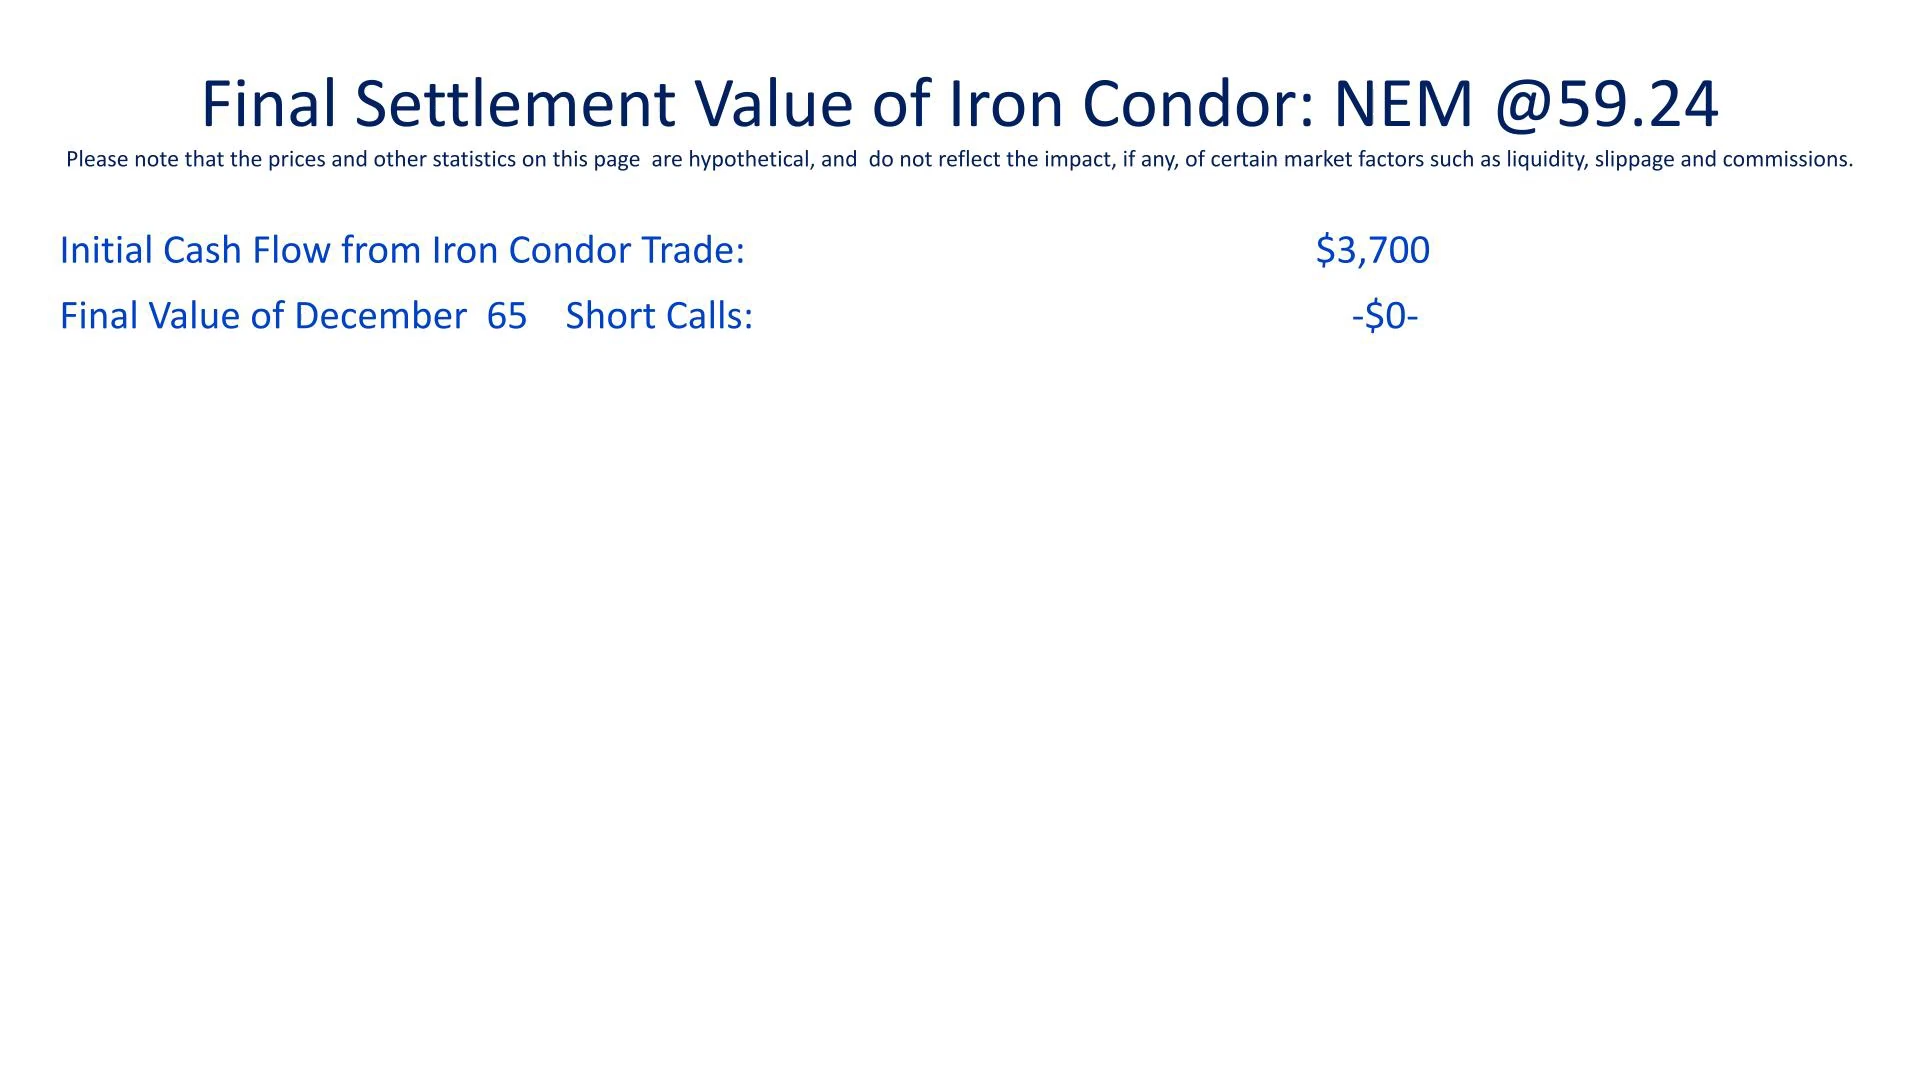 Final Settlement Value of Iron Condor: NEM @59.24
Please note that the prices and other statistics on this page are hypothetical, and do not reflect the impact, if any, of certain market factors such as liquidity, slippage and commissions.
Initial Cash Flow from Iron Condor Trade: $3,700
Final Value of December 65 Short Calls: -$0-